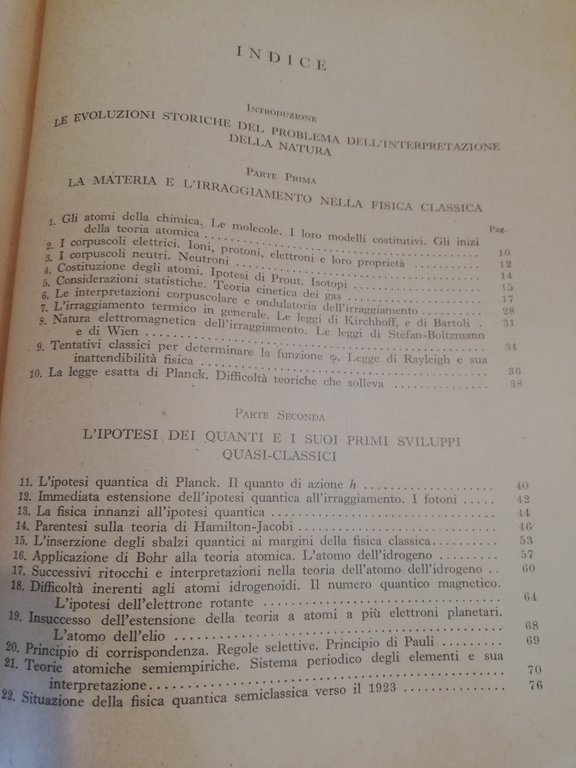 INDICE
INTRODUZIONE
LE EVOLUZIONI STORICHE DEL PROBLEMA DELL'INTERPRETAZIONE
DELLA NATURA
PARTE PRIMA
LA MATERIA E L'IRRAGGIAMENTO NELLA FISICA CLASSICA
Pag.
1. Gli atomi della chimica. Le molecole. I loro modelli costitutivi. Gli inizi
della teoria atomica . . . . . 10
2. I corpuscoli elettrici. Ioni, protoni, elettroni e loro proprietà . . . . . 12
3. I corpuscoli neutri. Neutroni . . . . . 14
4. Costituzione degli atomi. Ipotesi di Prout. Isotopi . . . . . 15
5. Considerazioni statistiche. Teoria cinetica dei gas . . . . . 17
6. Le interpretazioni corpuscolare e ondulatoria dell'irraggiamento . . . . . 28
7. L'irraggiamento termico in generale. Le leggi di Kirchhoff, e di Bartoli . 31
8. Natura elettromagnetica dell'irraggiamento. Le leggi di Stefan-Boltzmann
e di Wien . . . . . 34
9. Tentativi classici per determinare la funzione φ. Legge di Rayleigh e sua
inattendibilità fisica . . . . . 36
10. La legge esatta di Planck. Difficoltà teoriche che solleva . . . . . 38
PARTE SECONDA
L'IPOTESI DEI QUANTI E I SUOI PRIMI SVILUPPI
QUASI-CLASSICI
11. L'ipotesi quantica di Planck. Il quanto di azione h . . . . . 40
12. Immediata estensione dell'ipotesi quantica all'irraggiamento. I fotoni . . . . . 42
13. La fisica innanzi all'ipotesi quantica . . . . . 44
14. Parentesi sulla teoria di Hamilton-Jacobi . . . . . 46
15. L'inserzione degli sbalzi quantici ai margini della fisica classica . . . . . 53
16. Applicazione di Bohr alla teoria atomica. L'atomo dell'idrogeno . . . . . 57
17. Successivi ritocchi e interpretazioni nella teoria dell'atomo dell'idrogeno . . 60
18. Difficoltà inerenti agli atomi idrogenoidi. Il numero quantico magnetico.
L'ipotesi dell'elettrone rotante . . . . . 64
19. Insuccesso dell'estensione della teoria a atomi a più elettroni planetari.
L'atomo dell'elio . . . . . 68
20. Principio di corrispondenza. Regole selettive. Principio di Pauli . . . . . 69
21. Teorie atomiche semiempiriche. Sistema periodico degli elementi e sua
interpretazione . . . . . 70
22. Situazione della fisica quantica semiclassica verso il 1923 . . . . . 76